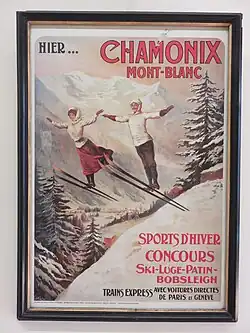 HIER...
CHAMONIX
MONT-BLANC
SPORTS D'HIVER
CONCOURS
SKI-LUGE-PATIN-
BOBSLEIGH
TRAINS EXPRESS AVEC VOITURES DIRECTES
DE PARIS ET GENÈVE